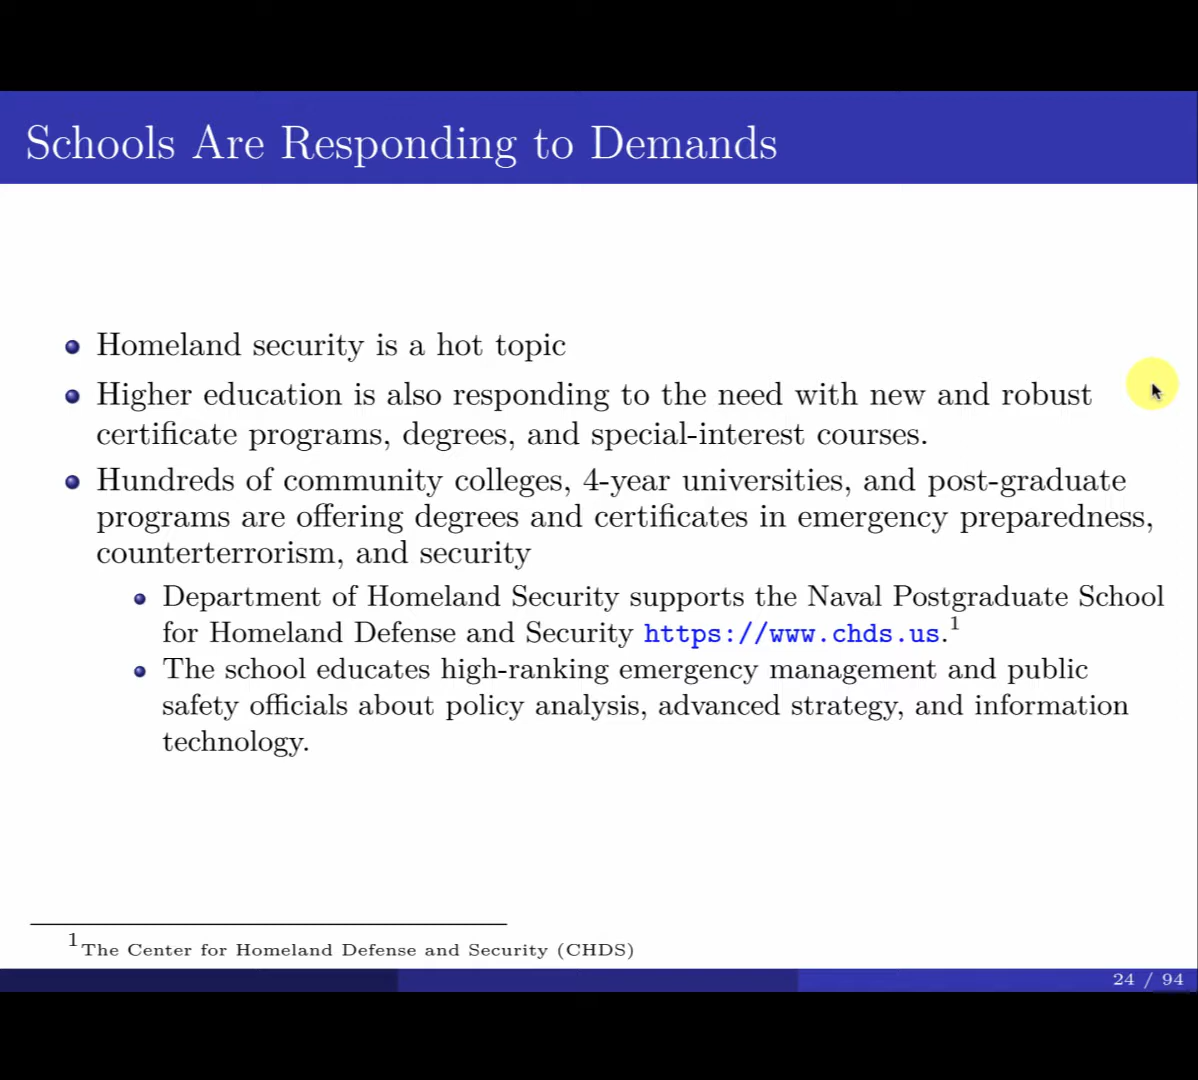 Schools Are Responding to Demands
Homeland security is a hot topic
Higher education is also responding to the need with new and robust
certificate programs, degrees, and special-interest courses.
Hundreds of community colleges, 4-year universities, and post-graduate
programs are offering degrees and certificates in emergency preparedness,
counterterrorism, and security
Department of Homeland Security supports the Naval Postgraduate School
for Homeland Defense and Security https://www.chds.us.1
The school educates high-ranking emergency management and public
safety officials about policy analysis, advanced strategy, and information
technology.
1The Center for Homeland Defense and Security (CHDS)
24 / 94